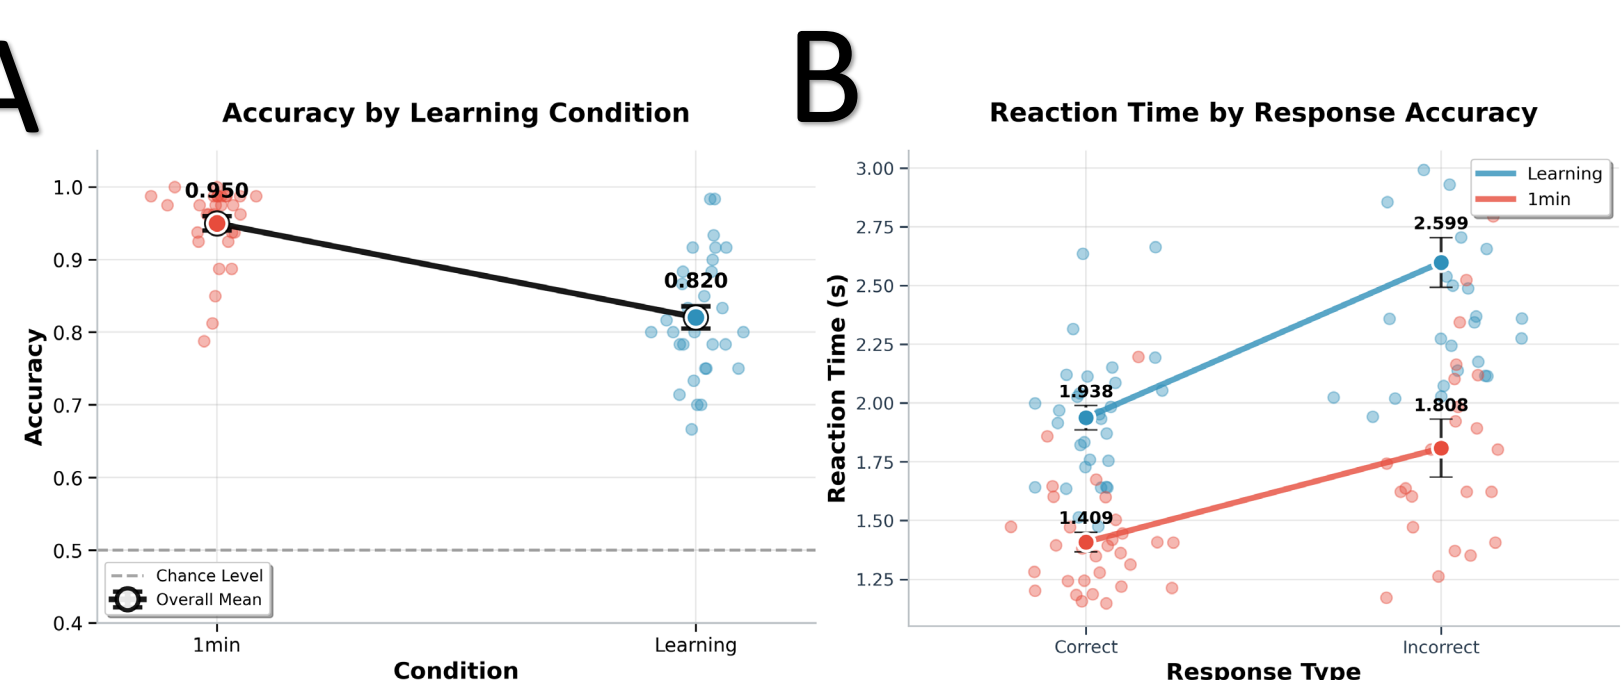 A
B
Accuracy by Learning Condition
1.0
0.9
0.8
0.7
0.6
0.5
0.4
Accuracy
0.950
0.820
Chance Level
Overall Mean
1min
Learning
Condition
Reaction Time by Response Accuracy
3.00
2.75
2.50
2.25
2.00
1.75
1.50
1.25
Reaction Time (s)
Learning
1min
2.599
1.938
1.808
1.409
Correct
Incorrect
Response Type